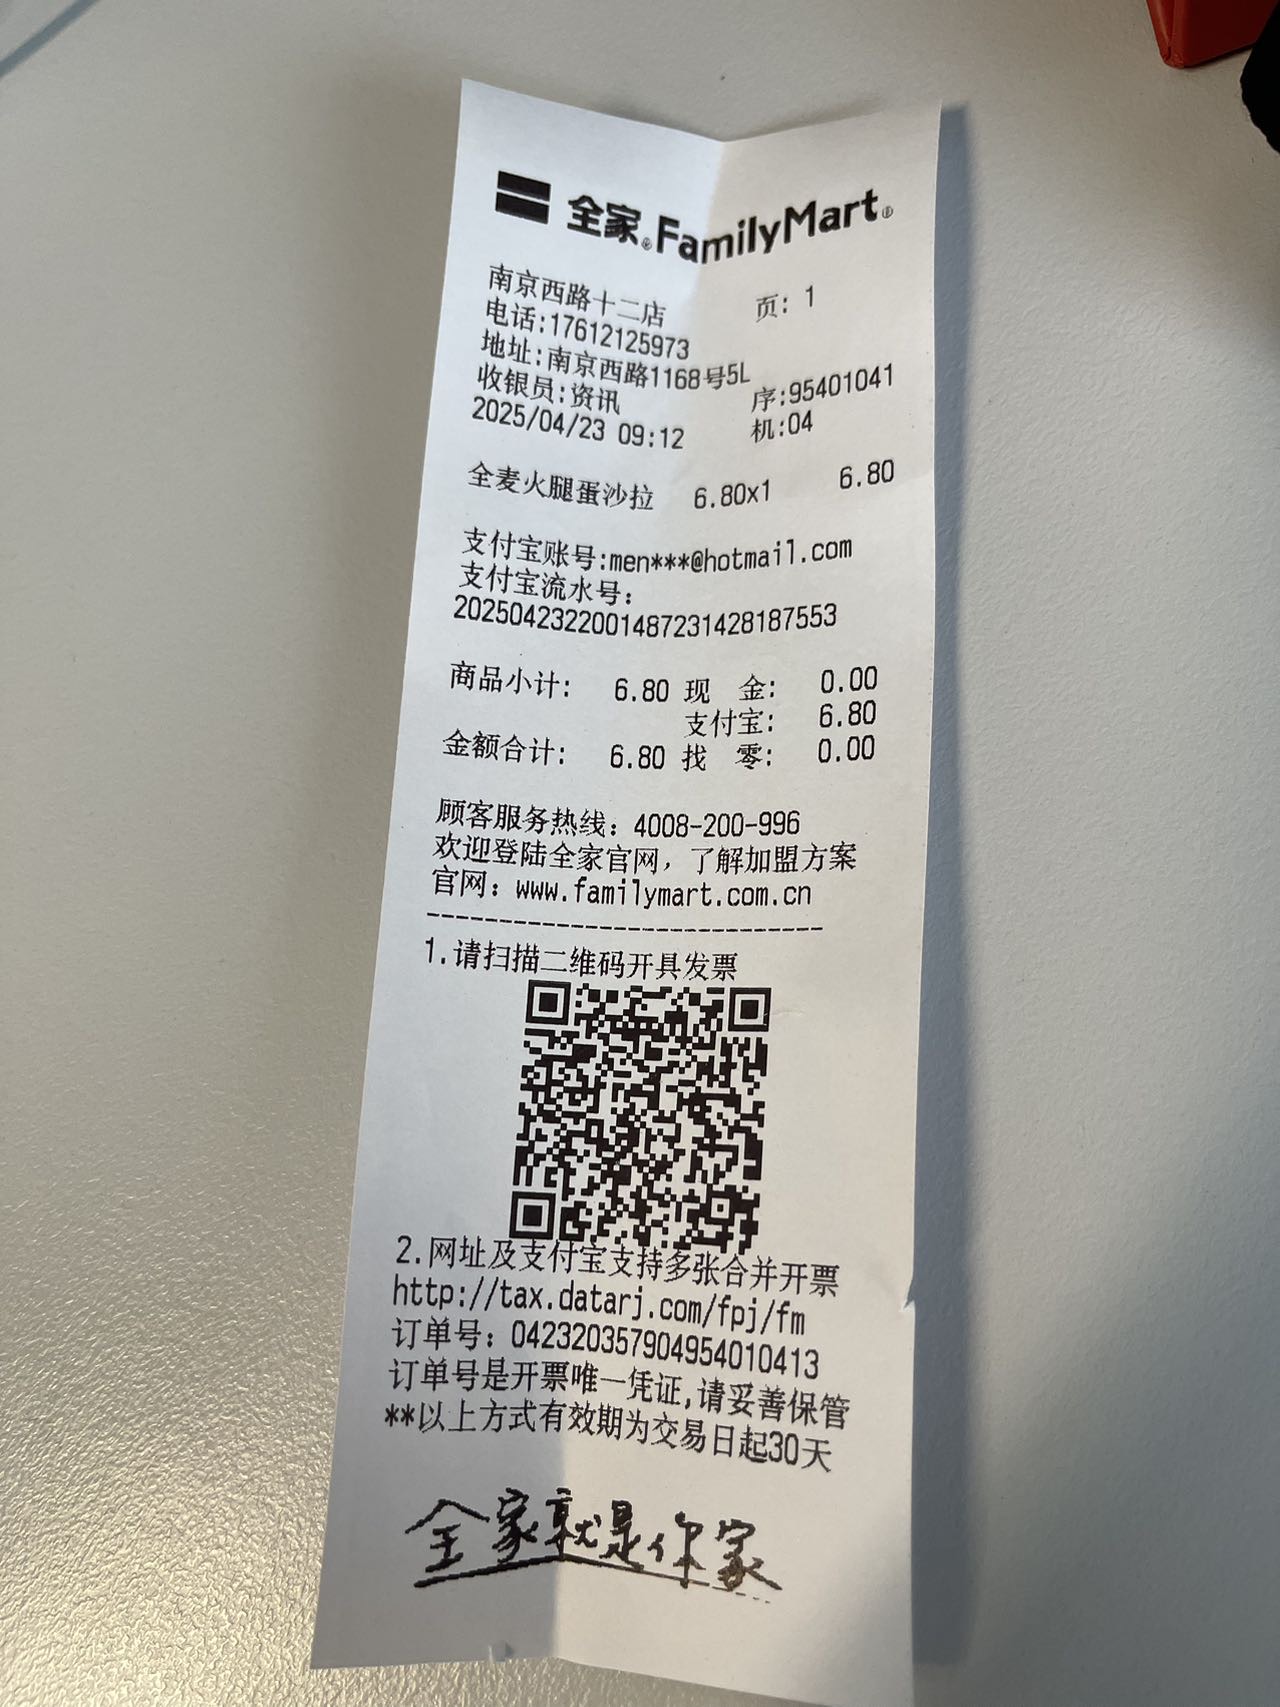 全家 FamilyMart
南京西路十二店 页: 1
电话:17612125973
地址:南京西路1168号5L
收银员:资讯 序:95401041
2025/04/23 09:12 机:04
全麦火腿蛋沙拉 6.80x1 6.80
支付宝账号:men***@hotmail.com
支付宝流水号:
2025042322001487231428187553
商品小计: 6.80 现 金: 0.00
支付宝: 6.80
金额合计: 6.80 找 零: 0.00
顾客服务热线: 4008-200-996
欢迎登陆全家官网,了解加盟方案
官网: www.familymart.com.cn
1.请扫描二维码开具发票
2.网址及支付宝支持多张合并开票
http://tax.datarj.com/fpj/fm
订单号: 0423203579049540104​13
订单号是开票唯一凭证,请妥善保管
**以上方式有效期为交易日起30天
全家就是你家